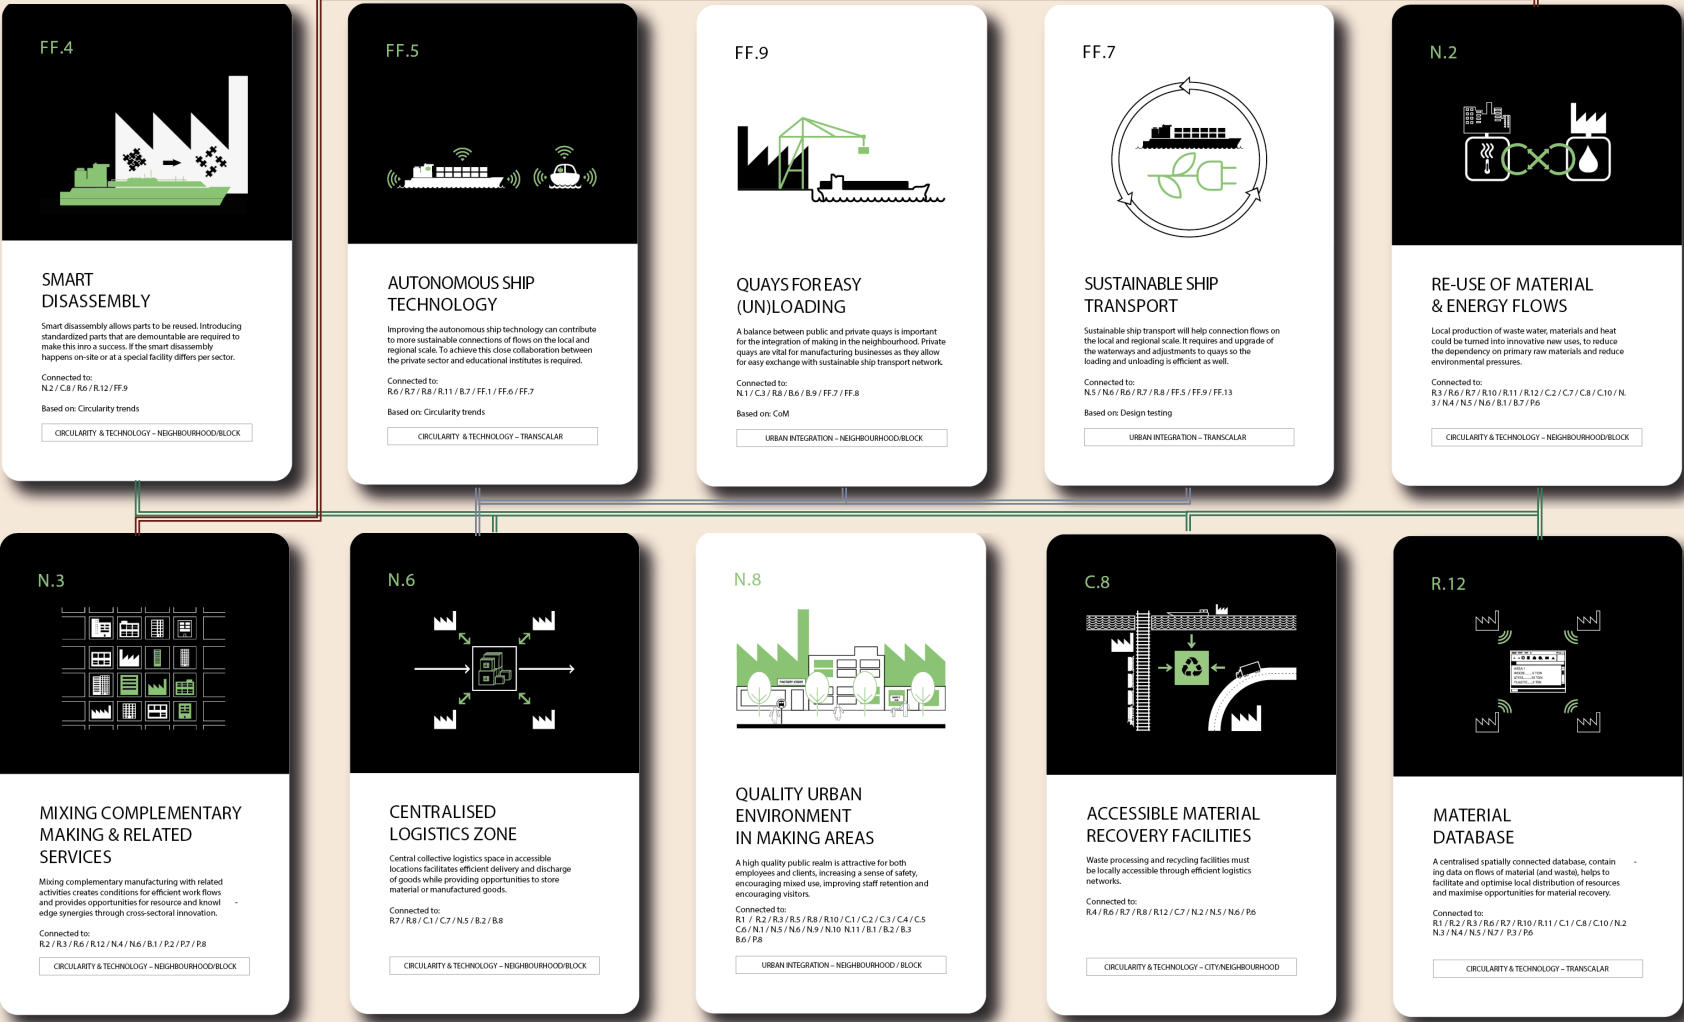 FF.4
SMART
DISASSEMBLY
Smart disassembly allows parts to be reused. Introducing
standardized parts that are demountable are required to
make this inro a success. If the smart disassembly
happens on-site or at a special facility differs per sector.
Connected to:
N.2 / C.8 / R.6 / R.12 / FF.9
Based on: Circularity trends
CIRCULARITY & TECHNOLOGY – NEIGHBOURHOOD/BLOCK
FF.5
AUTONOMOUS SHIP
TECHNOLOGY
Improving the autonomous ship technology can contribute
to more sustainable connections of flows on the local and
regional scale. To achieve this close collaboration between
the private sector and educational institutes is required.
Connected to:
R.6 / R.7 / R.8 / R.11 / B.7 / FF.1 / FF.6 / FF.7
Based on: Circularity trends
CIRCULARITY & TECHNOLOGY – TRANSCALAR
FF.9
QUAYS FOR EASY
(UN)LOADING
A balance between public and private quays is important
for the integration of making in the neighbourhood. Private
quays are vital for manufacturing businesses as they allow
for easy exchange with sustainable ship transport network.
Connected to:
N.1 / C.3 / R.8 / B.6 / B.9 / FF.7 / FF.8
Based on: CoM
URBAN INTEGRATION – NEIGHBOURHOOD/BLOCK
FF.7
SUSTAINABLE SHIP
TRANSPORT
Sustainable ship transport will help connection flows on
the local and regional scale. It requires and upgrade of
the waterways and adjustments to quays so the
loading and unloading is efficient as well.
Connected to:
N.5 / N.6 / R.6 / R.7 / R.8 / FF.5 / FF.9 / FF.13
Based on: Design testing
URBAN INTEGRATION – TRANSCALAR
N.2
RE-USE OF MATERIAL
& ENERGY FLOWS
Local production of waste water, materials and heat
could be turned into innovative new uses, to reduce
the dependency on primary raw materials and reduce
environmental pressures.
Connected to:
R.3 / R.6 / R.7 / R.10 / R.11 / R.12 / C.2 / C.7 / C.8 / C.10 / N.
3 / N.4 / N.5 / N.6 / B.1 / B.7 / P.6
CIRCULARITY & TECHNOLOGY – NEIGHBOURHOOD/BLOCK
N.3
MIXING COMPLEMENTARY
MAKING & RELATED
SERVICES
Mixing complementary manufacturing with related
activities creates conditions for efficient work flows
and provides opportunities for resource and knowl -
edge synergies through cross-sectoral innovation.
Connected to:
R.2 / R.3 / R.6 / R.12 / N.4 / N.6 / B.1 / P.2 / P.7 / P.8
CIRCULARITY & TECHNOLOGY – NEIGHBOURHOOD/BLOCK
N.6
CENTRALISED
LOGISTICS ZONE
Central collective logistics space in accessible
locations facilitates efficient delivery and discharge
of goods while providing opportunities to store
material or manufactured goods.
Connected to:
R.7 / R.8 / C.1 / C.7 / N.5 / B.2 / B.8
CIRCULARITY & TECHNOLOGY – NEIGHBOURHOOD/BLOCK
N.8
QUALITY URBAN
ENVIRONMENT
IN MAKING AREAS
A high quality public realm is attractive for both
employees and clients, increasing a sense of safety,
encouraging mixed use, improving staff retention and
encouraging visitors.
Connected to:
R.1 / R.2 / R.3 / R.5 / R.8 / R.10 / C.1 / C.2 / C.3 / C.4 / C.5
C.6 / N.1 / N.5 / N.6 / N.9 / N.10 N.11 / B.1 / B.2 / B.3
B.6 / P.8
URBAN INTEGRATION – NEIGHBOURHOOD / BLOCK
C.8
ACCESSIBLE MATERIAL
RECOVERY FACILITIES
Waste processing and recycling facilities must
be locally accessible through efficient logistics
networks.
Connected to:
R.4 / R.6 / R.7 / R.8 / R.12 / C.7 / N.2 / N.5 / N.6 / P.6
CIRCULARITY & TECHNOLOGY – CITY/NEIGHBOURHOOD
R.12
MATERIAL
DATABASE
A centralised spatially connected database, contain -
ing data on flows of material (and waste), helps to
facilitate and optimise local distribution of resources
and maximise opportunities for material recovery.
Connected to:
R.1 / R.2 / R.3 / R.6 / R.7 / R.10 / R.11 / C.1 / C.8 / C.10 / N.2
N.3 / N.4 / N.5 / N.7 / P.3 / P.6
CIRCULARITY & TECHNOLOGY – TRANSCALAR